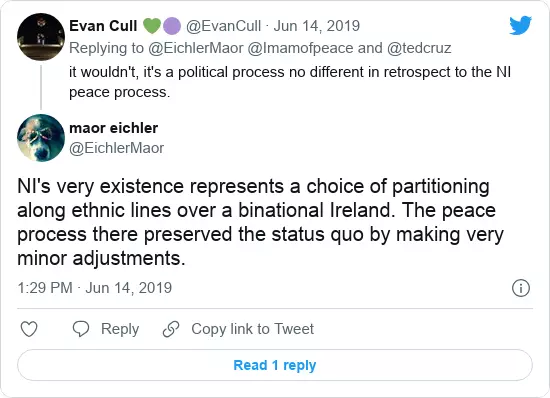 Evan Cull 💚🟣 @EvanCull · Jun 14, 2019
Replying to @EichlerMaor @Imamofpeace and @tedcruz
it wouldn't, it's a political process no different in retrospect to the NI
peace process.
maor eichler
@EichlerMaor
NI's very existence represents a choice of partitioning
along ethnic lines over a binational Ireland. The peace
process there preserved the status quo by making very
minor adjustments.
1:29 PM · Jun 14, 2019
Reply
Copy link to Tweet
Read 1 reply